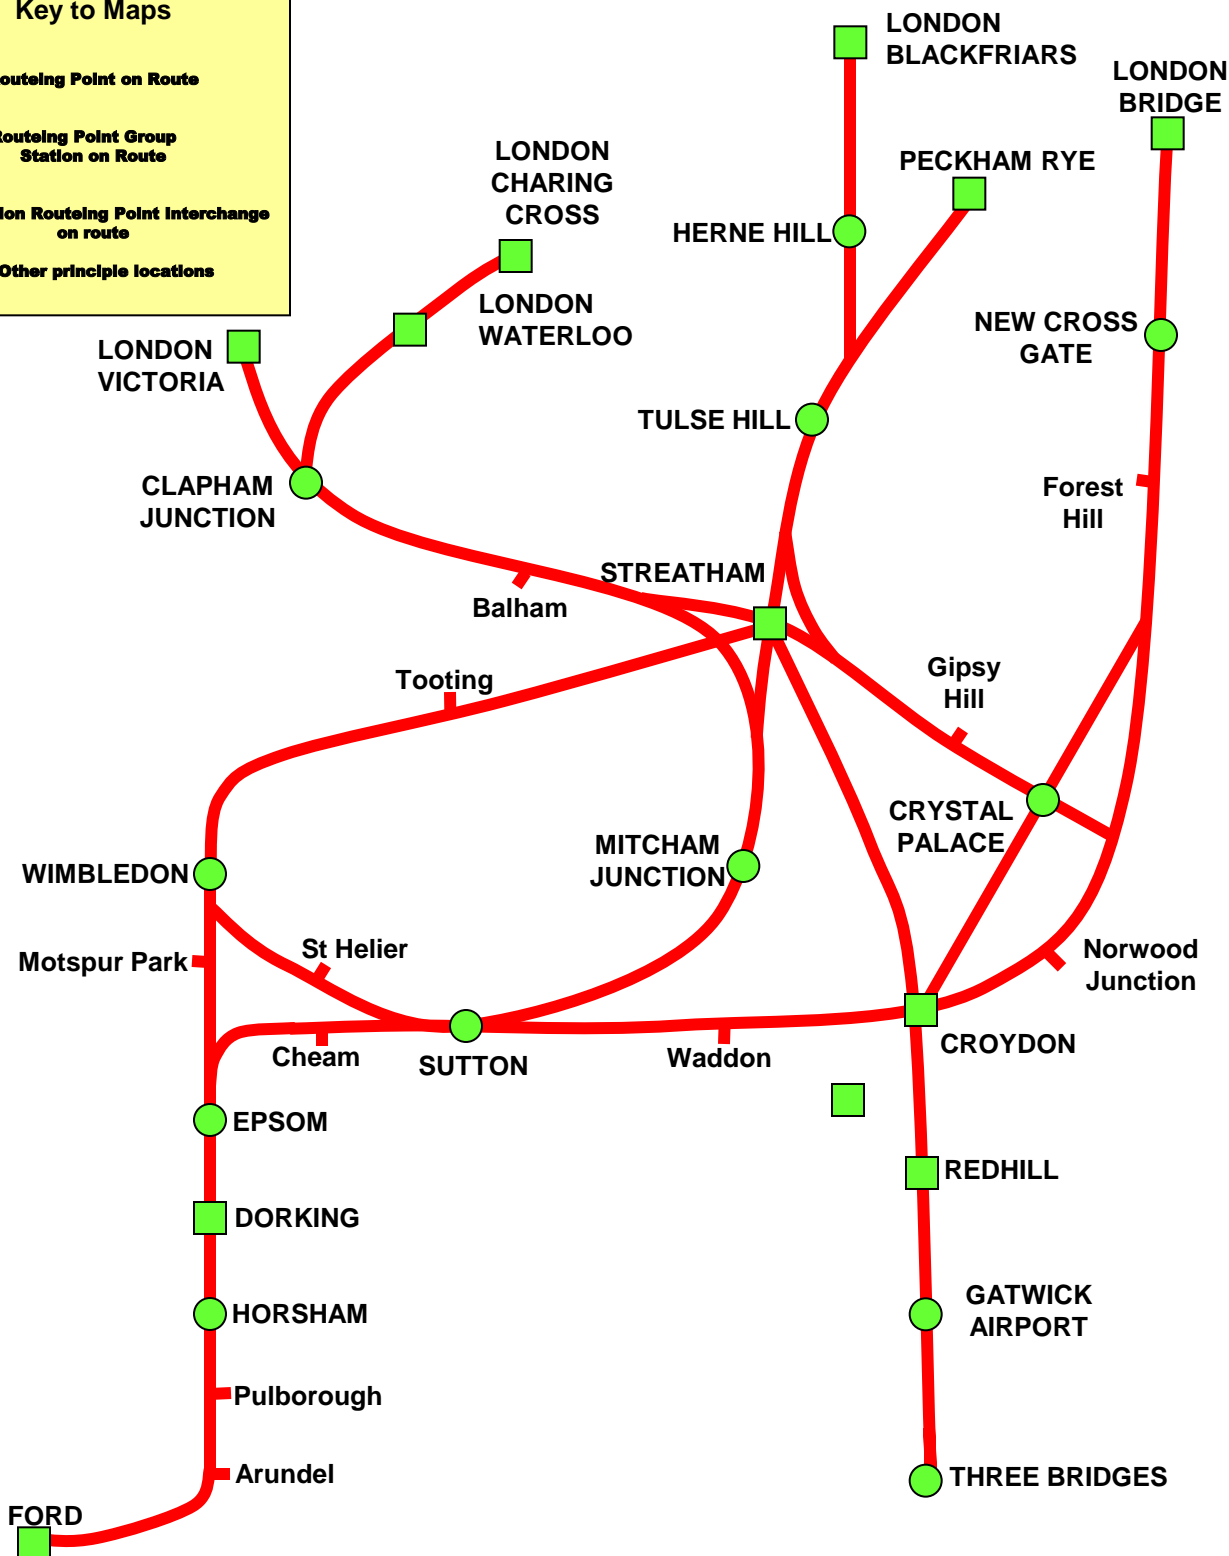 Key to Maps
outeing Point on Route
Routeing Point Group
Station on Route
ion Routeing Point Interchange
on route
Other principle locations
LONDON
BLACKFRIARS
LONDON
BRIDGE
LONDON
CHARING
CROSS
PECKHAM RYE
HERNE HILL
LONDON
WATERLOO
NEW CROSS
GATE
LONDON
VICTORIA
TULSE HILL
CLAPHAM
JUNCTION
Forest
Hill
STREATHAM
Balham
Tooting
Gipsy
Hill
CRYSTAL
PALACE
MITCHAM
JUNCTION
WIMBLEDON
St Helier
Motspur Park
Norwood
Junction
Cheam
SUTTON
Waddon
CROYDON
EPSOM
REDHILL
DORKING
HORSHAM
GATWICK
AIRPORT
Pulborough
Arundel
THREE BRIDGES
FORD